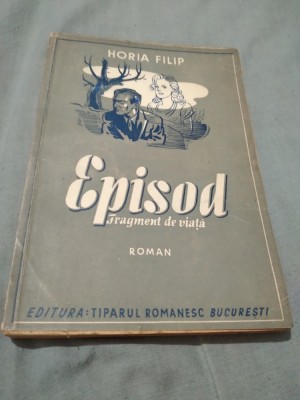 HORIA FILIP
Episod
Fragment de viață
ROMAN
EDITURA: TIPARUL ROMANESC BUCUREȘTI